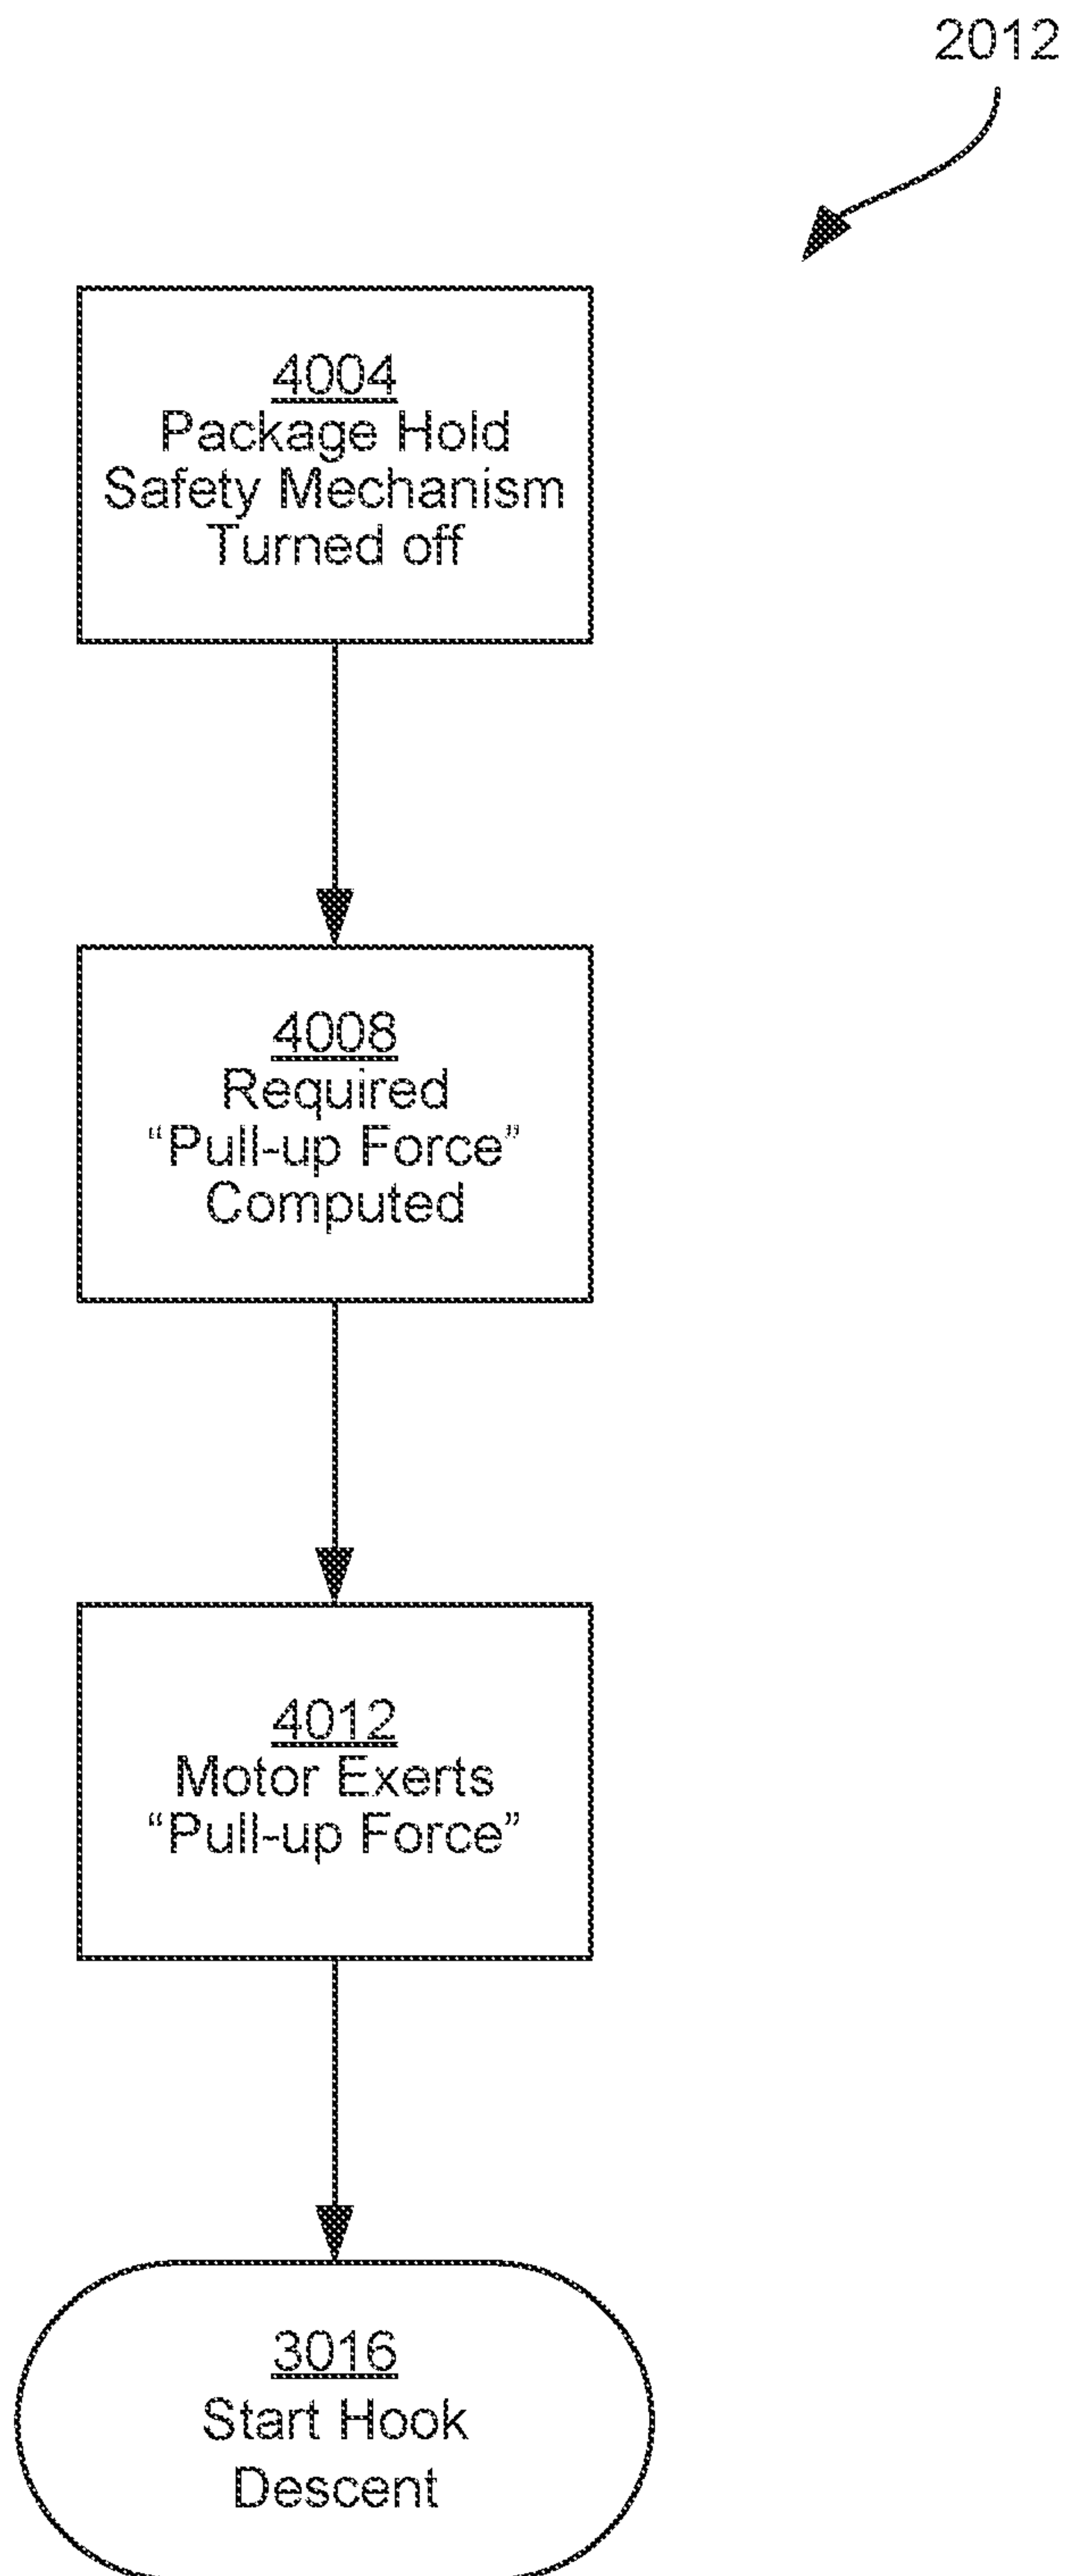 2012
4004
Package Hold
Safety Mechanism
Turned off
4008
Required
“Pull-up Force”
Computed
4012
Motor Exerts
“Pull-up Force”
3016
Start Hook
Descent